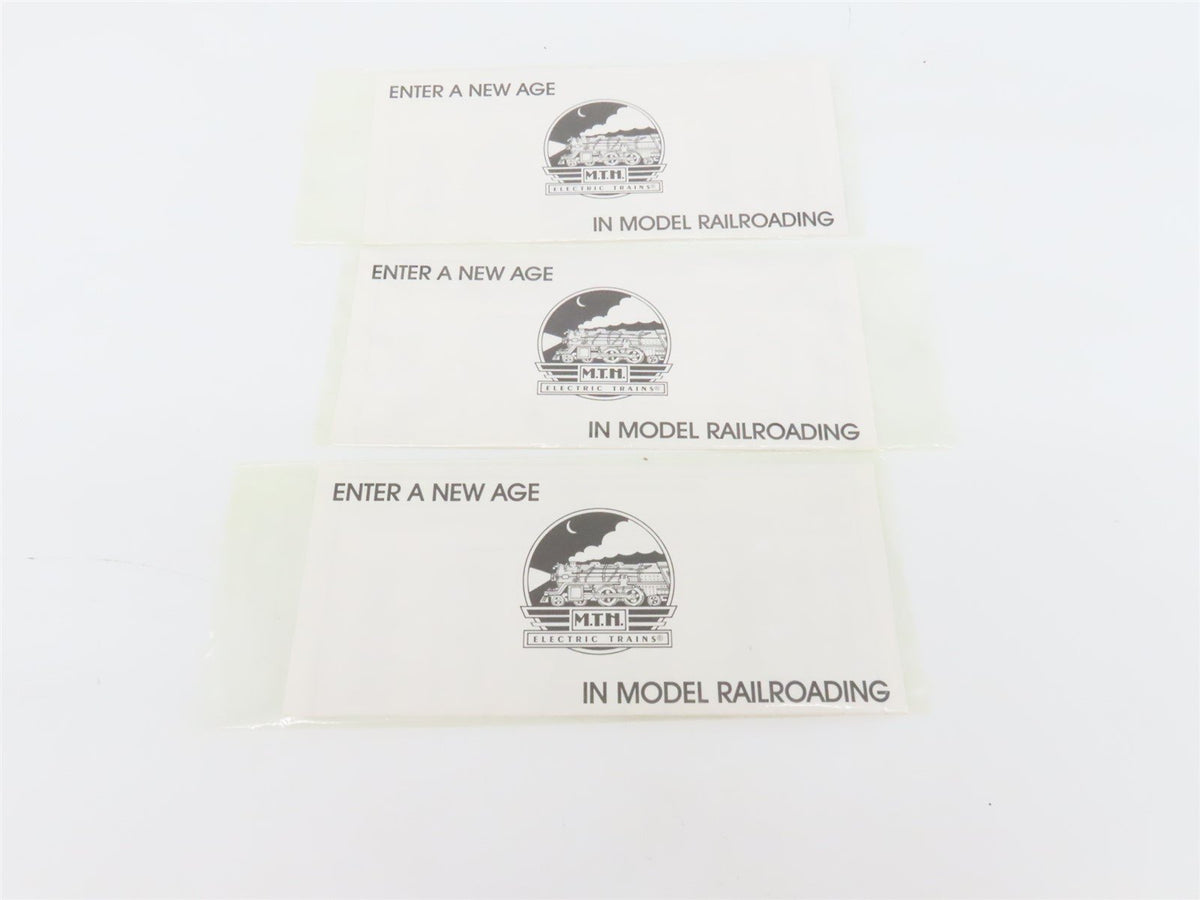 ENTER A NEW AGE
M.T.H.
ELECTRIC TRAINS®
IN MODEL RAILROADING
ENTER A NEW AGE
M.T.H.
ELECTRIC TRAINS®
IN MODEL RAILROADING
ENTER A NEW AGE
M.T.H.
ELECTRIC TRAINS®
IN MODEL RAILROADING